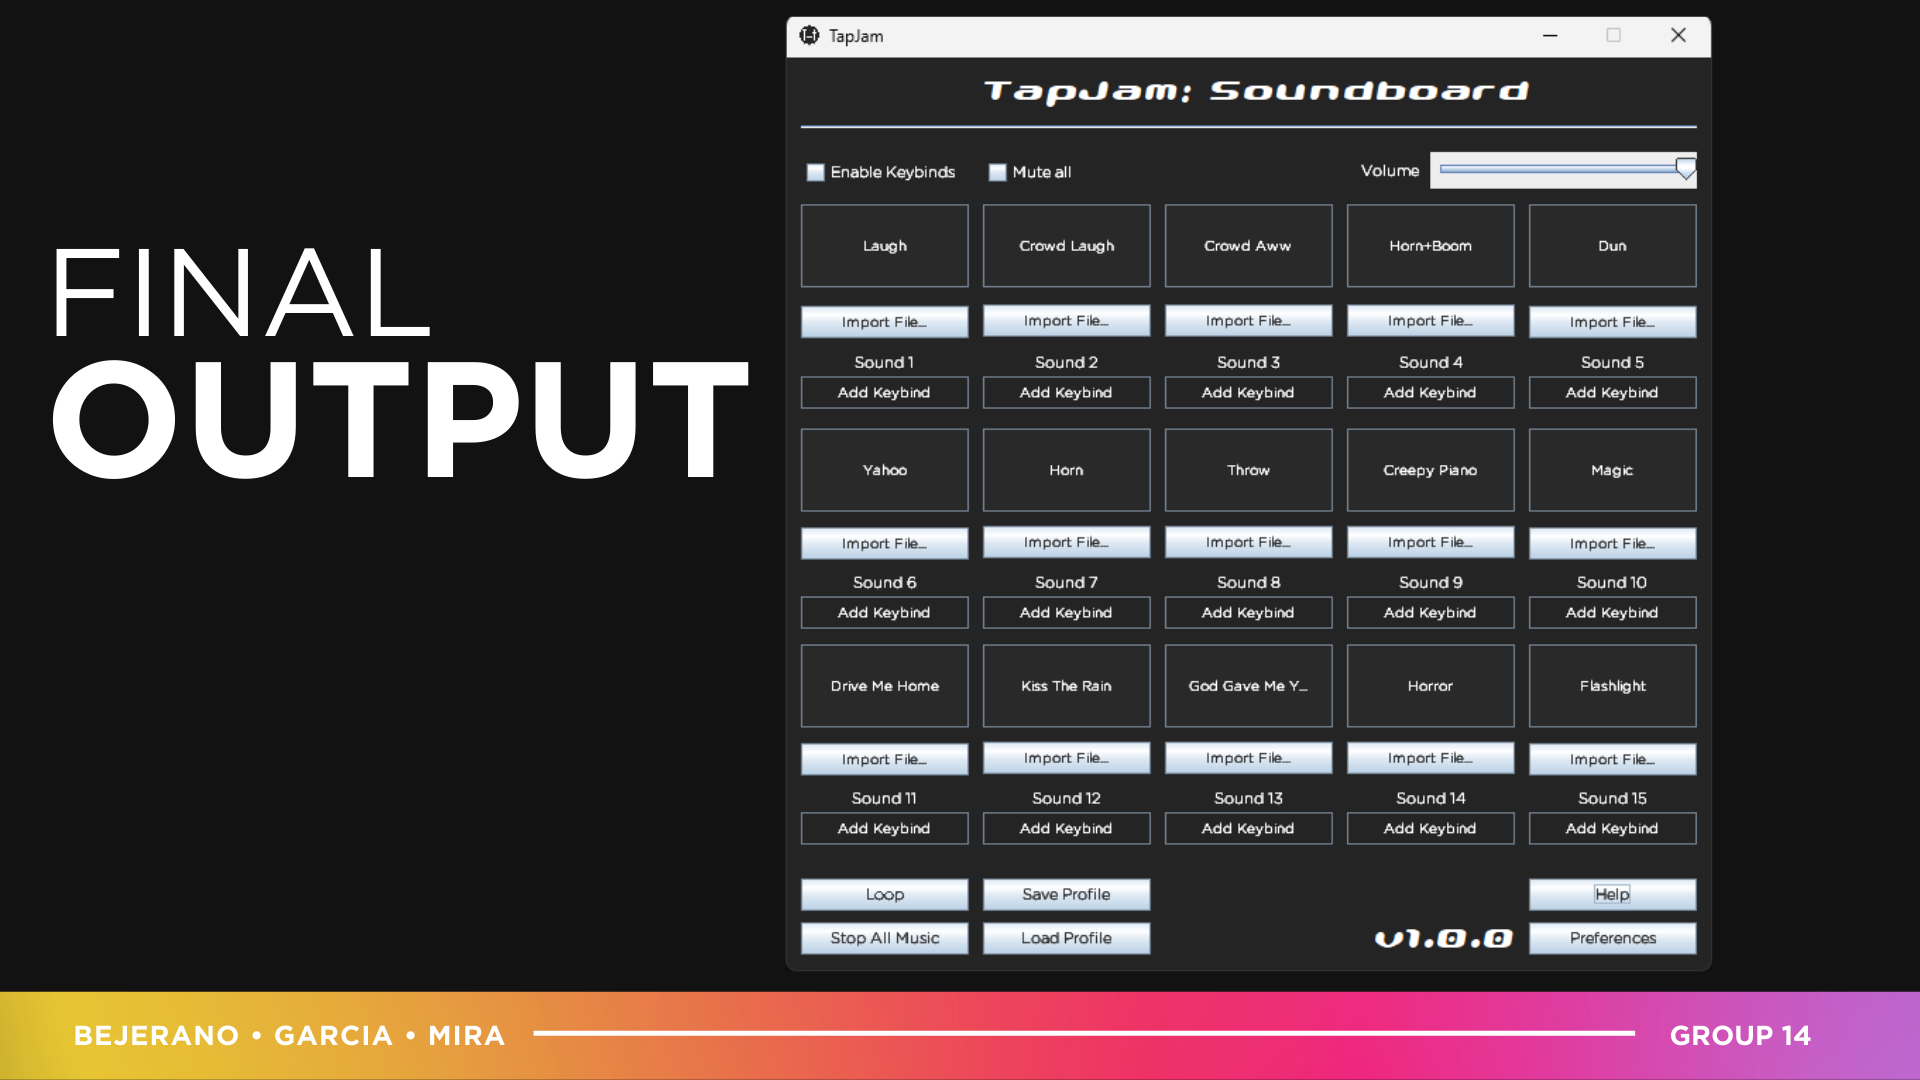 FINAL
OUTPUT
TapJam
TapJam; Soundboard
Enable Keybinds Mute all Volume
Laugh Crowd Laugh Crowd Aww Horn+Boom Dun
Import File... Import File... Import File... Import File... Import File...
Sound 1 Sound 2 Sound 3 Sound 4 Sound 5
Add Keybind Add Keybind Add Keybind Add Keybind Add Keybind
Yahoo Horn Throw Creepy Piano Magic
Import File... Import File... Import File... Import File... Import File...
Sound 6 Sound 7 Sound 8 Sound 9 Sound 10
Add Keybind Add Keybind Add Keybind Add Keybind Add Keybind
Drive Me Home Kiss The Rain God Gave Me Y... Horror Flashlight
Import File... Import File... Import File... Import File... Import File...
Sound 11 Sound 12 Sound 13 Sound 14 Sound 15
Add Keybind Add Keybind Add Keybind Add Keybind Add Keybind
Loop Save Profile Help
Stop All Music Load Profile v1.0.0 Preferences
BEJERANO • GARCIA • MIRA GROUP 14